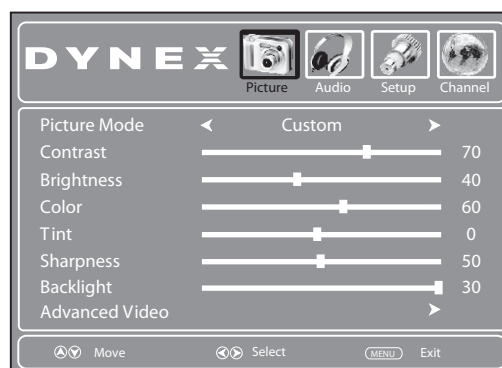 DYNEX
Picture Audio Setup Channel
Picture Mode Custom
Contrast 70
Brightness 40
Color 60
Tint 0
Sharpness 50
Backlight 30
Advanced Video
Move Select MENU Exit